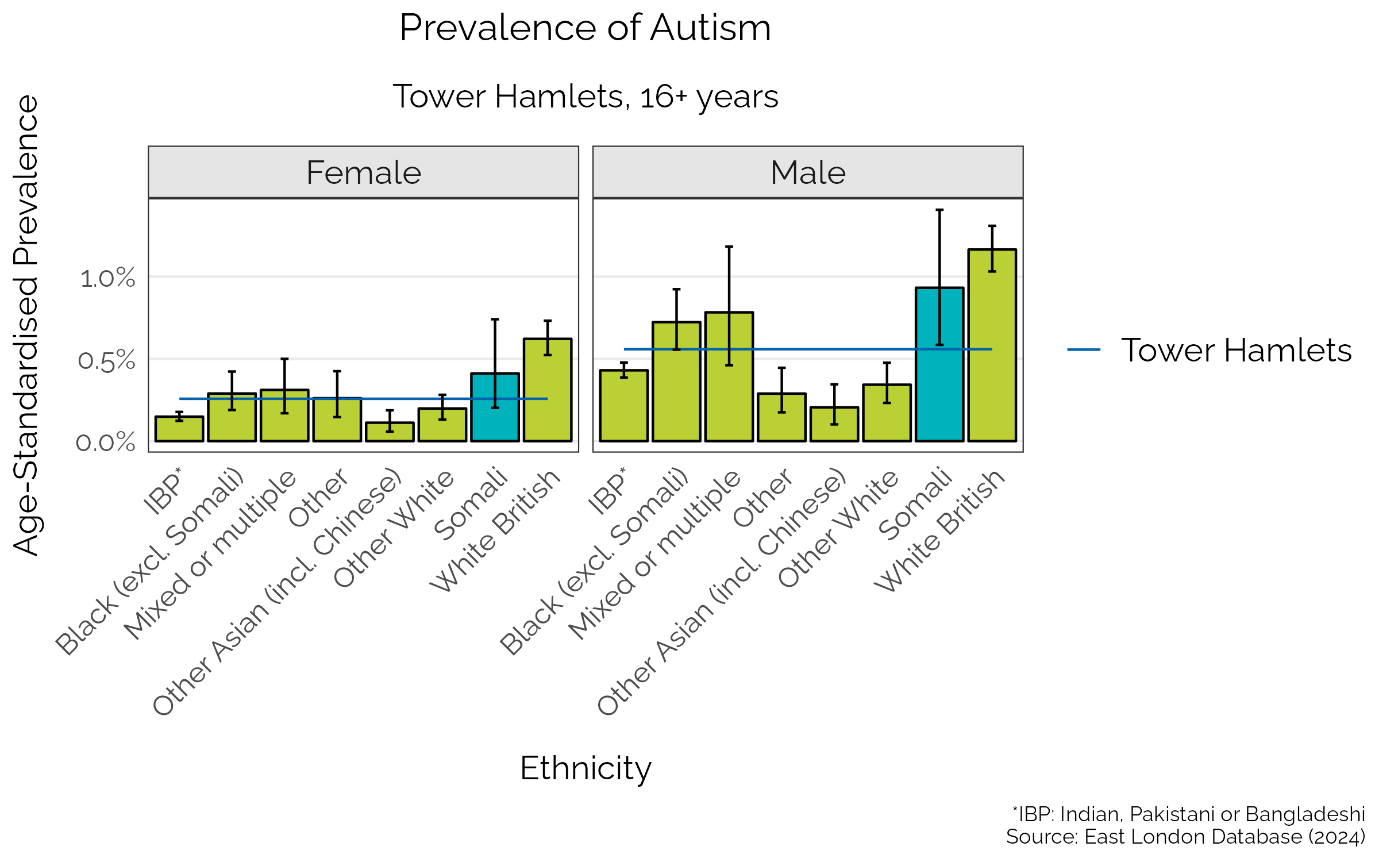 Prevalence of Autism
Tower Hamlets, 16+ years
Age-Standardised Prevalence
Female
Male
1.0%
0.5%
0.0%
Tower Hamlets
IBP*
Black (excl. Somali)
Mixed or multiple
Other
Other Asian (incl. Chinese)
Other White
Somali
White British
IBP*
Black (excl. Somali)
Mixed or multiple
Other
Other Asian (incl. Chinese)
Other White
Somali
White British
Ethnicity
*IBP: Indian, Pakistani or Bangladeshi
Source: East London Database (2024)